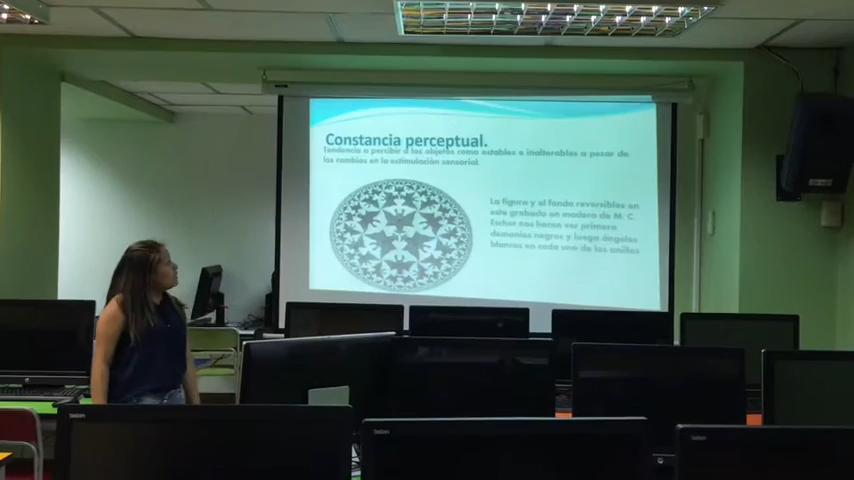 Constancia perceptual.
Tendencia a percibir a los objetos como estables e inalterables a pesar de
los cambios en la estimulación sensorial.
La figura y el fondo reversibles en
este grabado en madera de M. C.
Escher nos hacen ver primero
demonios negros y luego ángeles
blancos en cada uno de los anillos